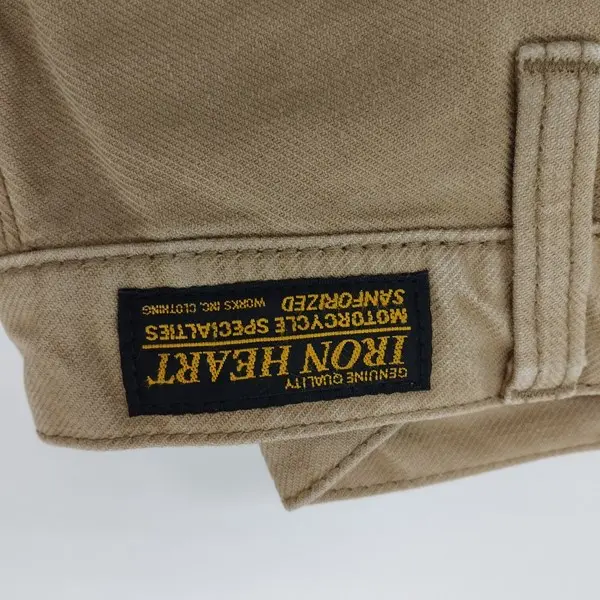 GENUINE QUALITY
IRON HEART
MOTORCYCLE SPECIALTIES
SANFORIZED WORKS INC. CLOTHING